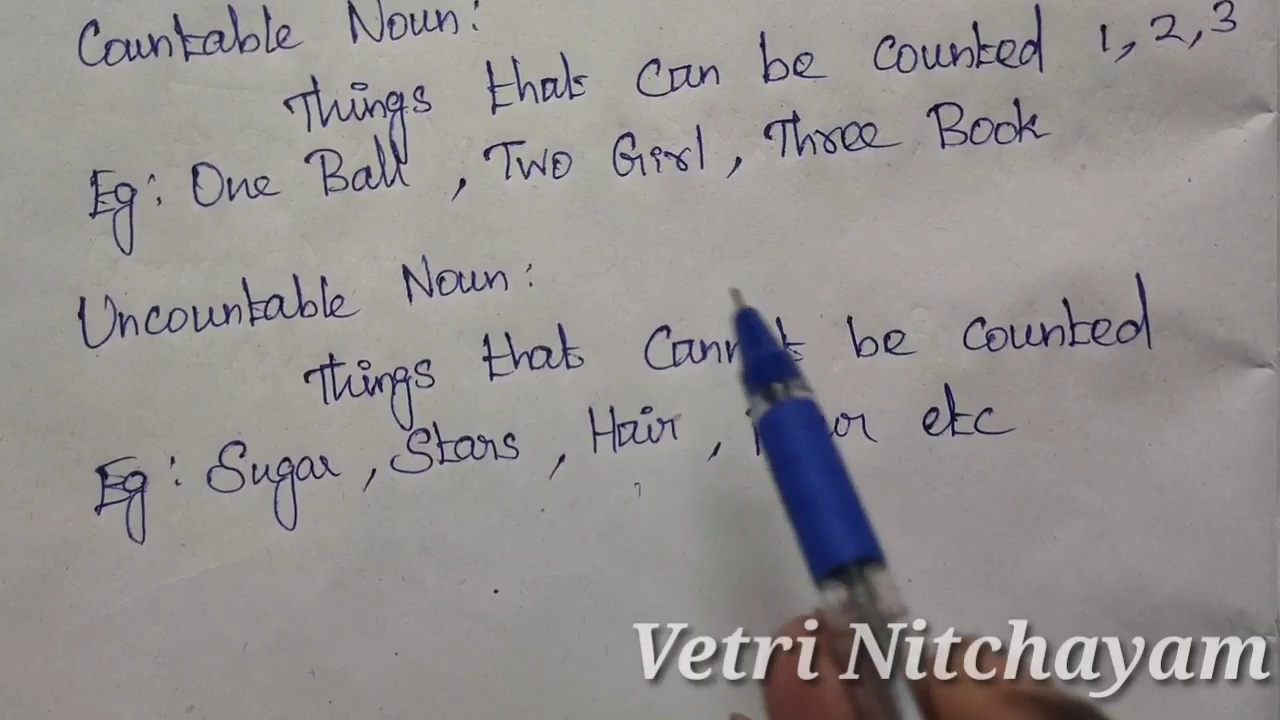 Countable Noun:
Things that can be counted 1, 2, 3
Eg: One Ball, Two Girl, Three Book
Uncountable Noun:
Things that be counted
Eg: Sugar, Stars, Hair, etc
Vetri Nitchayam